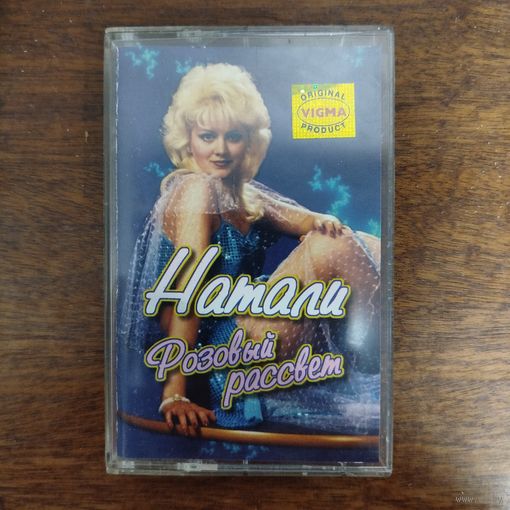 ORIGINAL
VIGMA
PRODUCT
Натали
Розовый
рассвет